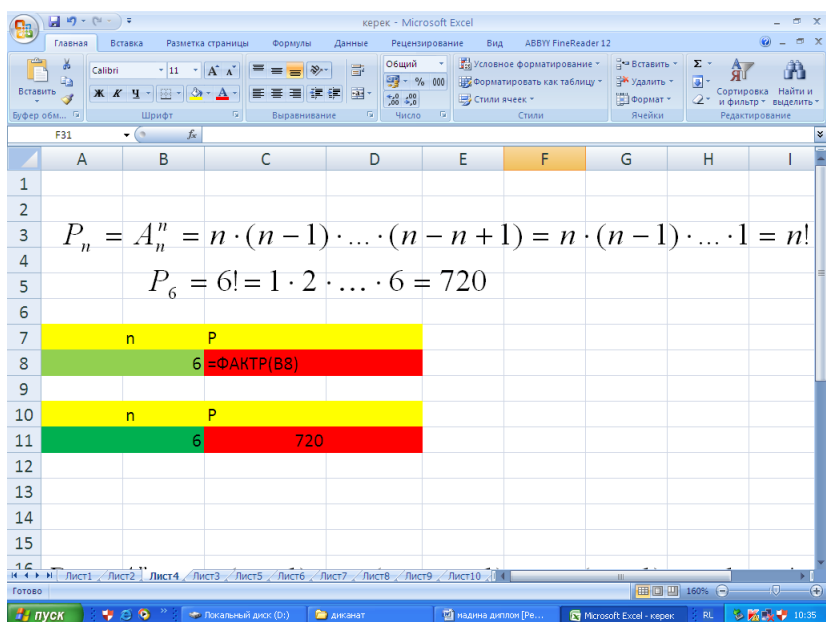 керек - Microsoft Excel
Главная Вставка Разметка страницы Формулы Данные Рецензирование Вид ABBYY FineReader 12
Вставить Calibri 11 Общий Условное форматирование Вставить Сортировка и фильтр Найти и выделить
Ж К Ч % 000 Форматировать как таблицу Удалить
Стили ячеек Формат
Буфер обм... Шрифт Выравнивание Число Стили Ячейки Редактирование
F31 fx
A B C D E F G H I
1
2
3 Pₙ = Aₙⁿ = n · (n − 1) · … · (n − n + 1) = n · (n − 1) · … · 1 = n!
4
5 P₆ = 6! = 1 · 2 · … · 6 = 720
6
7 n P
8 6 =ФАКТР(B8)
9
10 n P
11 6 720
12
13
14
15
16
Лист1 Лист2 Лист4 Лист3 Лист5 Лист6 Лист7 Лист8 Лист9 Лист10
Готово 160%
пуск Локальный диск (D:) диканат надина диплом [Ре... Microsoft Excel - керек RL 10:35